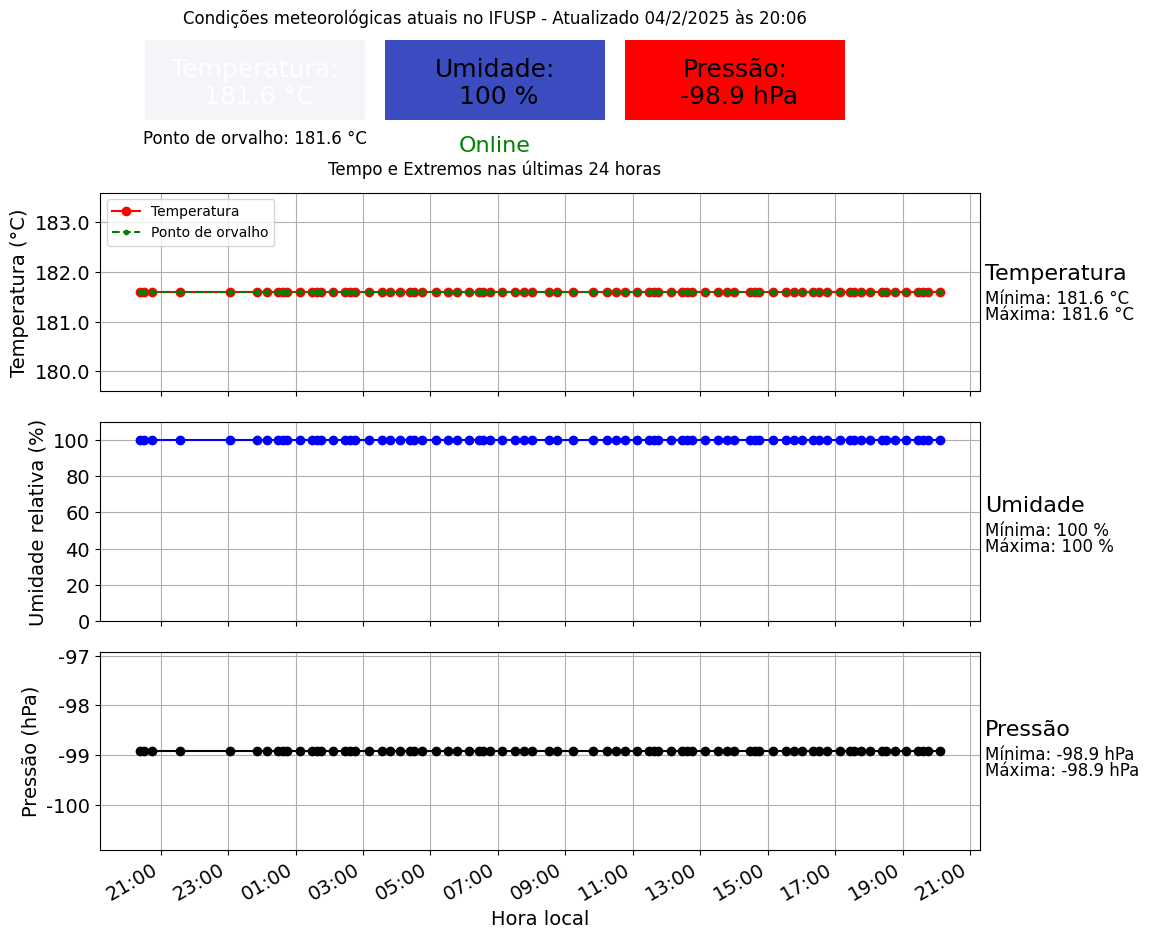 Condições meteorológicas atuais no IFUSP - Atualizado 04/2/2025 às 20:06
Temperatura:
181.6 °C
Umidade:
100 %
Pressão:
-98.9 hPa
Ponto de orvalho: 181.6 °C
Online
Tempo e Extremos nas últimas 24 horas
Temperatura (°C)
183.0
182.0
181.0
180.0
Temperatura
Ponto de orvalho
Temperatura
Mínima: 181.6 °C
Máxima: 181.6 °C
Umidade relativa (%)
100
80
60
40
20
0
Umidade
Mínima: 100 %
Máxima: 100 %
Pressão (hPa)
-97
-98
-99
-100
Pressão
Mínima: -98.9 hPa
Máxima: -98.9 hPa
21:00 23:00 01:00 03:00 05:00 07:00 09:00 11:00 13:00 15:00 17:00 19:00 21:00
Hora local